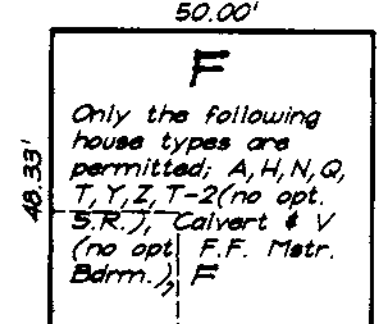 50.00'
F
Only the following
house types are
permitted; A,H,N,Q,
48.33'
T,Y,Z,T-2(no opt.
S.R.), Calvert & V
(no opt. F.F. Mstr.
Bdrm.), F